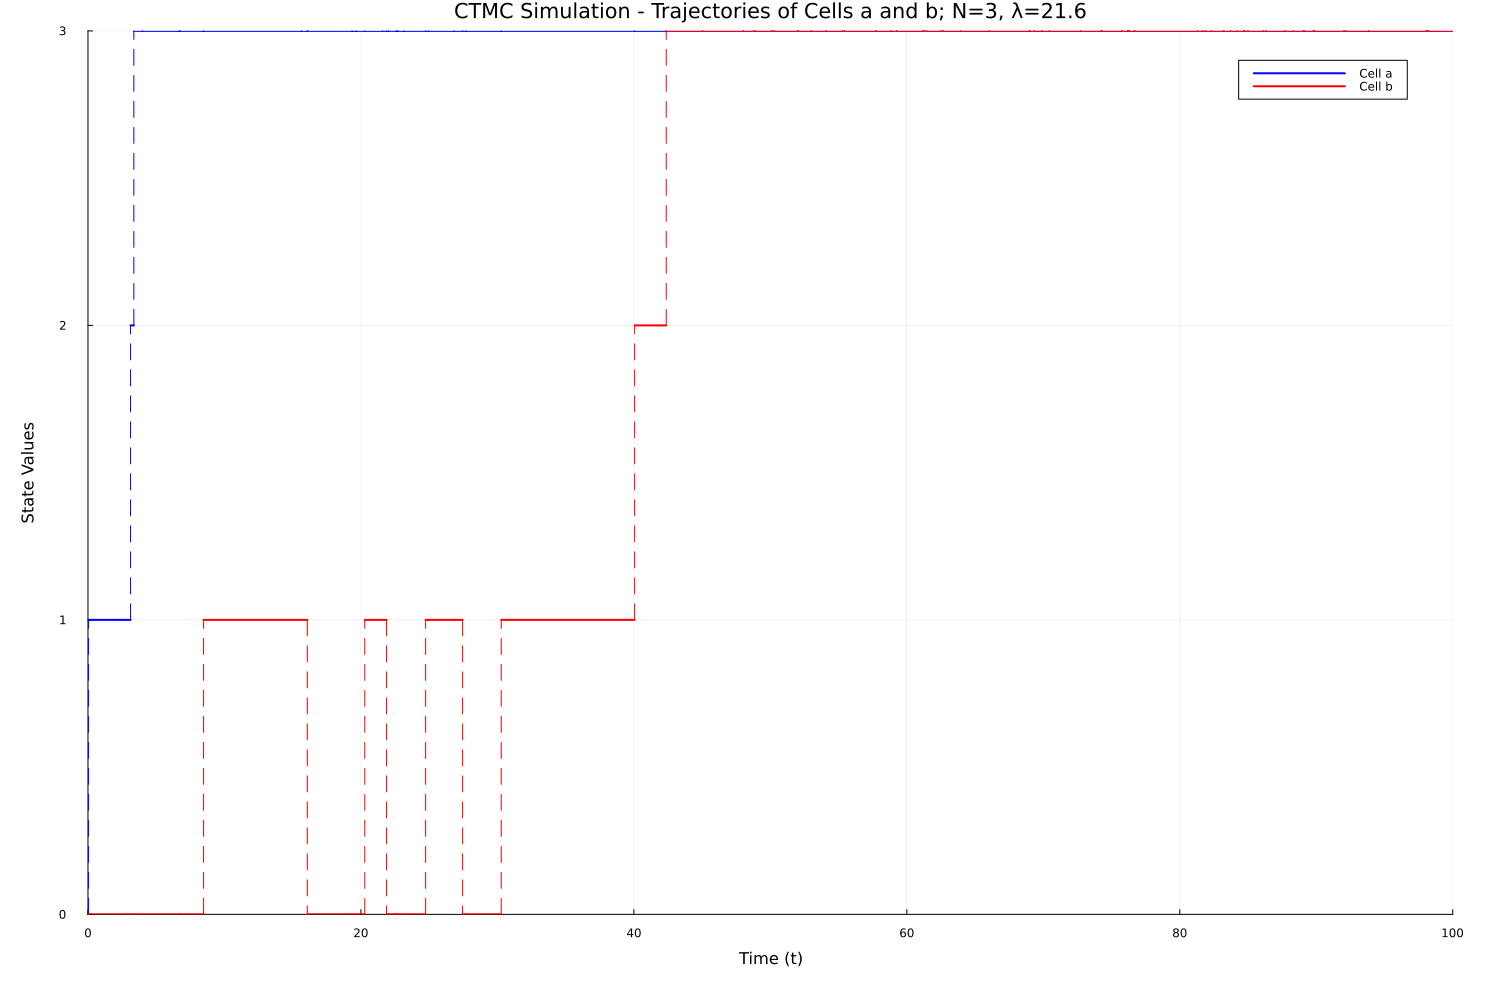 CTMC Simulation - Trajectories of Cells a and b; N=3, λ=21.6
3
Cell a
Cell b
2
State Values
1
0
0 20 40 60 80 100
Time (t)